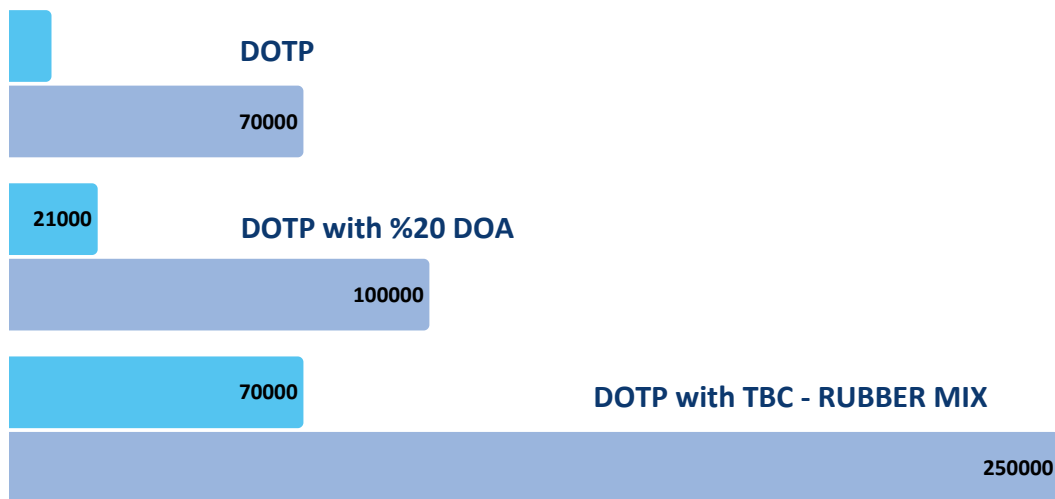 DOTP
70000
21000
DOTP with %20 DOA
100000
70000
DOTP with TBC - RUBBER MIX
250000